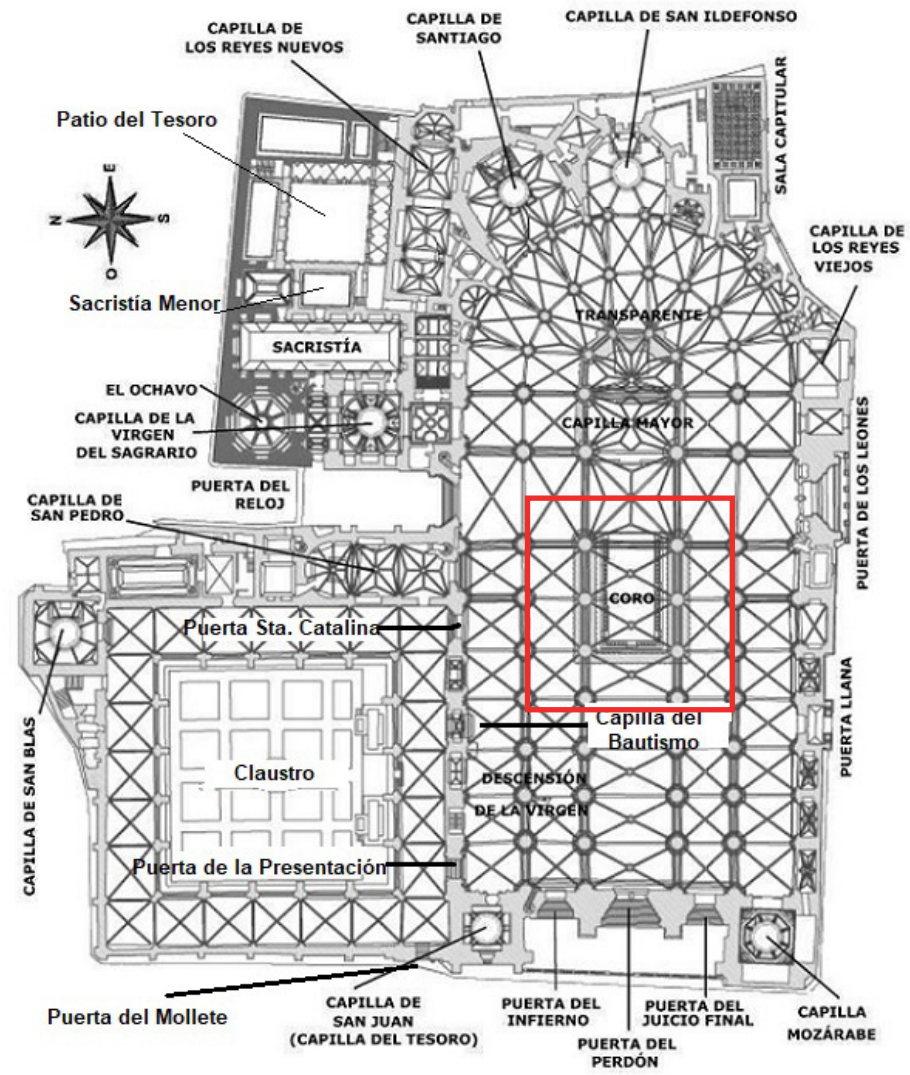 CAPILLA DE
LOS REYES NUEVOS
CAPILLA DE
SANTIAGO
CAPILLA DE SAN ILDEFONSO
Patio del Tesoro
SALA CAPITULAR
E
N
S
O
CAPILLA DE
LOS REYES
VIEJOS
Sacristía Menor
TRANSPARENTE
SACRISTÍA
EL OCHAVO
CAPILLA DE LA
VIRGEN
DEL SAGRARIO
CAPILLA MAYOR
PUERTA DEL
RELOJ
PUERTA DE LOS LEONES
CAPILLA DE
SAN PEDRO
CORO
Puerta Sta. Catalina
CAPILLA DE SAN BLAS
PUERTA LLANA
Capilla del
Bautismo
Claustro
DESCENSIÓN
DE LA VIRGEN
Puerta de la Presentación
Puerta del Mollete
CAPILLA DE
SAN JUAN
(CAPILLA DEL TESORO)
PUERTA DEL
INFIERNO
PUERTA DEL
PERDÓN
PUERTA DEL
JUICIO FINAL
CAPILLA
MOZÁRABE